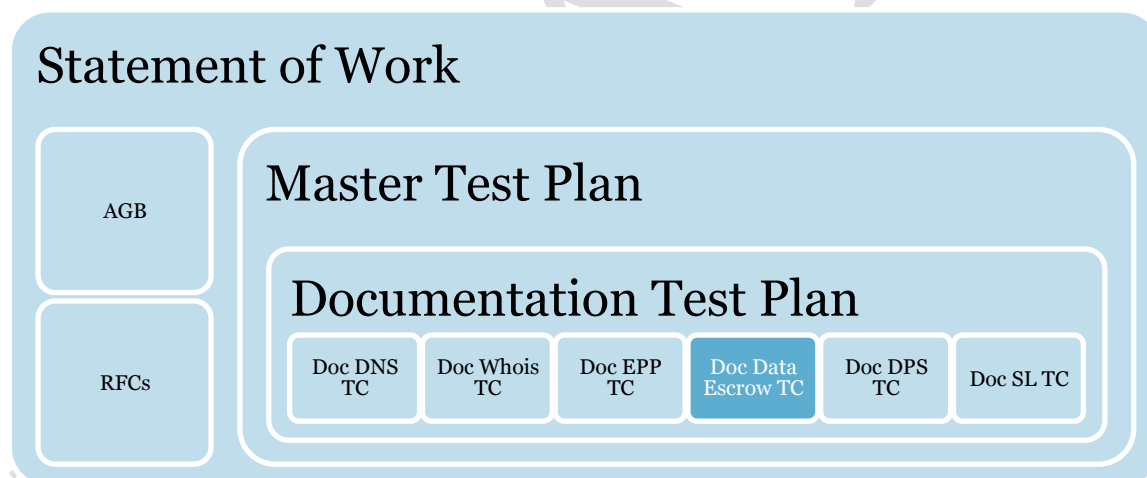 Statement of Work
AGB
Master Test Plan
Documentation Test Plan
Doc DNS
TC
Doc Whois
TC
Doc EPP
TC
Doc Data
Escrow TC
Doc DPS
TC
Doc SL TC
RFCs